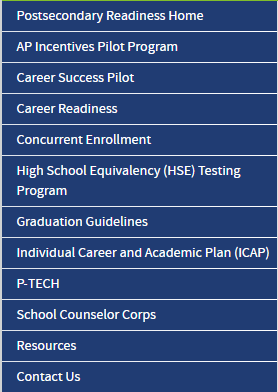 Postsecondary Readiness Home
AP Incentives Pilot Program
Career Success Pilot
Career Readiness
Concurrent Enrollment
High School Equivalency (HSE) Testing
Program
Graduation Guidelines
Individual Career and Academic Plan (ICAP)
P-TECH
School Counselor Corps
Resources
Contact Us